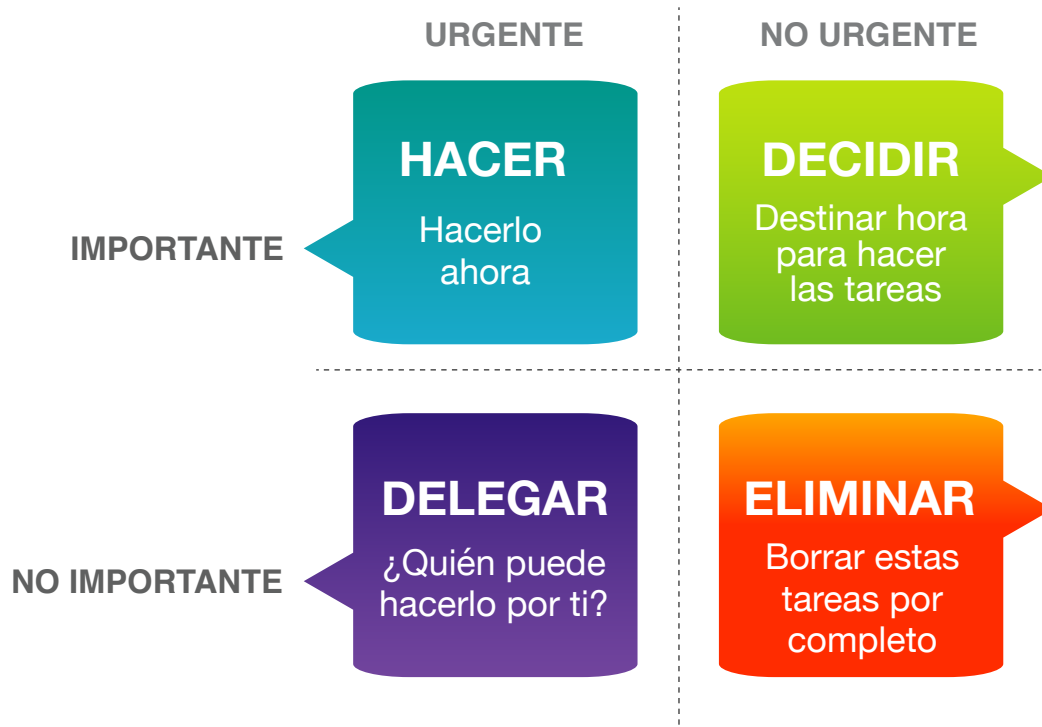 URGENTE
NO URGENTE
IMPORTANTE
HACER
Hacerlo
ahora
DECIDIR
Destinar hora
para hacer
las tareas
NO IMPORTANTE
DELEGAR
¿Quién puede
hacerlo por ti?
ELIMINAR
Borrar estas
tareas por
completo